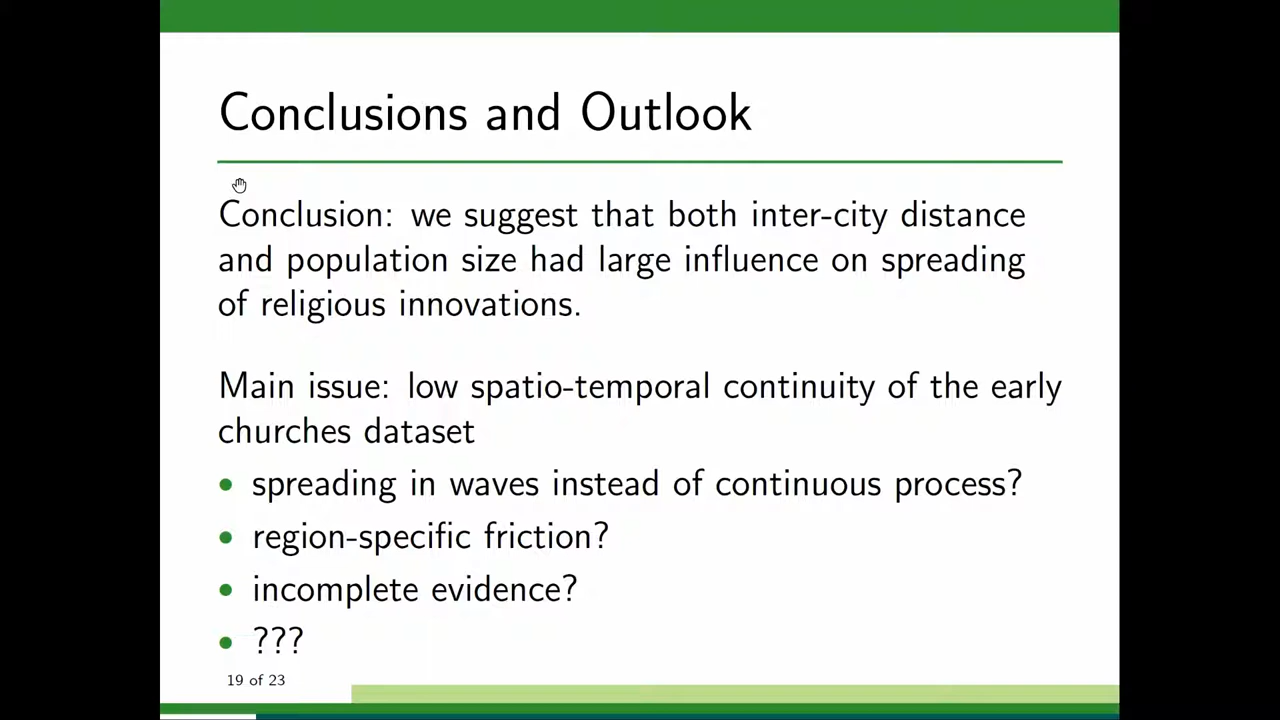 Conclusions and Outlook
Conclusion: we suggest that both inter-city distance
and population size had large influence on spreading
of religious innovations.
Main issue: low spatio-temporal continuity of the early
churches dataset
• spreading in waves instead of continuous process?
• region-specific friction?
• incomplete evidence?
• ???
19 of 23